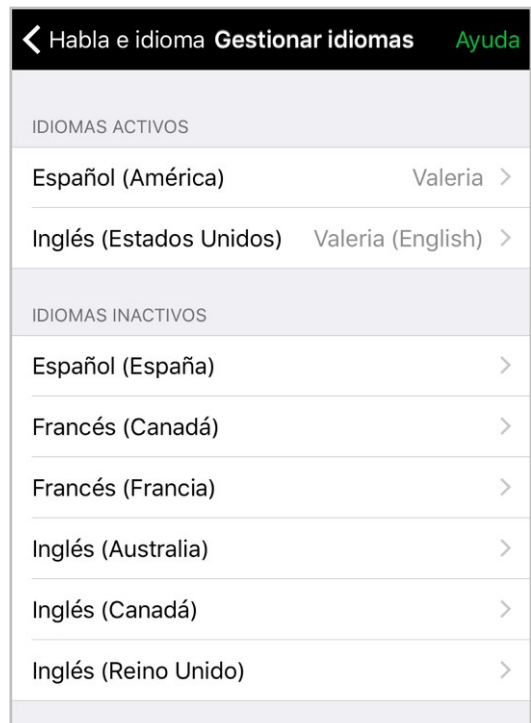 Habla e idioma Gestionar idiomas Ayuda
IDIOMAS ACTIVOS
Español (América) Valeria
Inglés (Estados Unidos) Valeria (English)
IDIOMAS INACTIVOS
Español (España)
Francés (Canadá)
Francés (Francia)
Inglés (Australia)
Inglés (Canadá)
Inglés (Reino Unido)